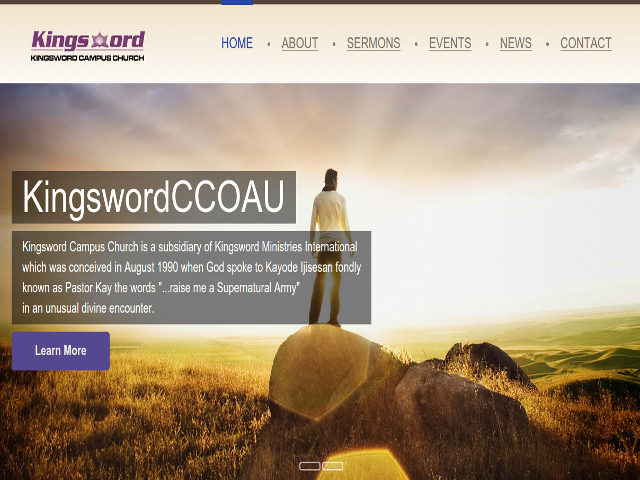 Kingsword
KINGSWORD CAMPUS CHURCH
HOME
ABOUT
SERMONS
EVENTS
NEWS
CONTACT
KingswordCCOAU
Kingsword Campus Church is a subsidiary of Kingsword Ministries International
which was conceived in August 1990 when God spoke to Kayode Ijisesan fondly
known as Pastor Kay the words "...raise me a Supernatural Army"
in an unusual divine encounter.
Learn More